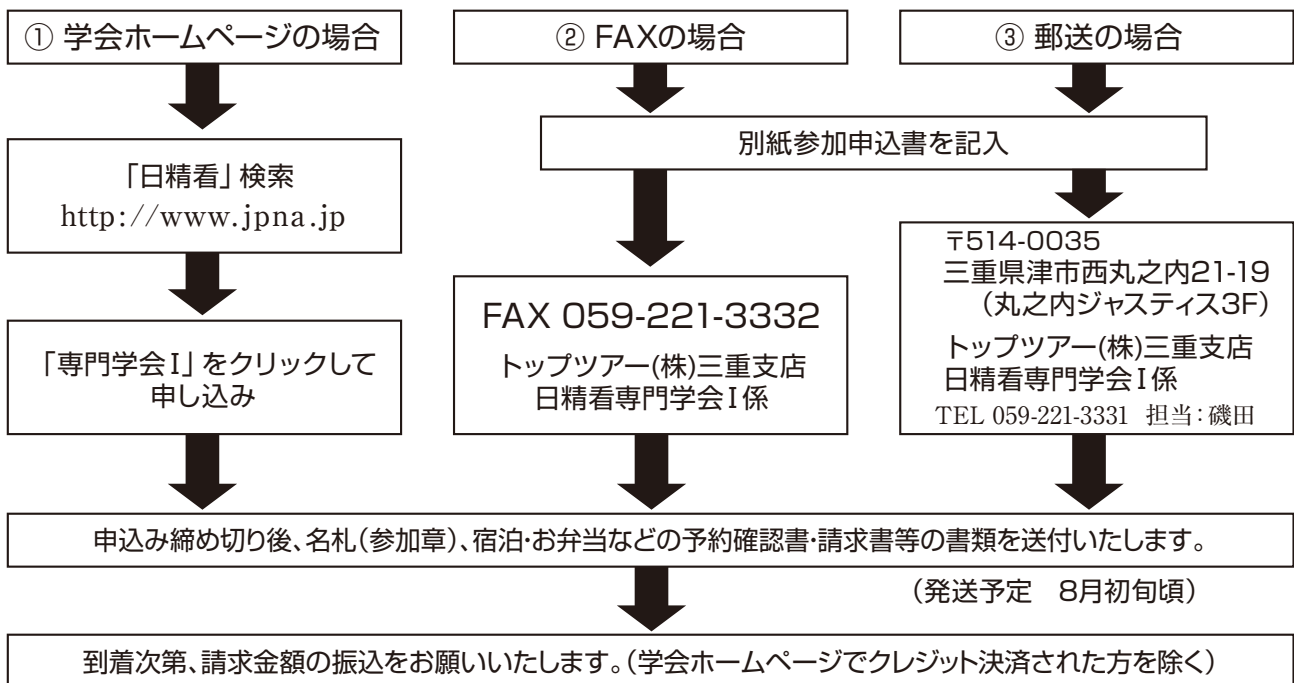 ① 学会ホームページの場合
② FAXの場合
③ 郵送の場合
別紙参加申込書を記入
「日精看」検索
http://www.jpna.jp
「専門学会Ⅰ」をクリックして
申し込み
FAX 059-221-3332
トップツアー(株)三重支店
日精看専門学会Ⅰ係
〒514-0035
三重県津市西丸之内21-19
(丸之内ジャスティス3F)
トップツアー(株)三重支店
日精看専門学会Ⅰ係
TEL 059-221-3331 担当:磯田
申込み締め切り後、名札(参加章)、宿泊・お弁当などの予約確認書・請求書等の書類を送付いたします。
(発送予定　8月初旬頃)
到着次第、請求金額の振込をお願いいたします。(学会ホームページでクレジット決済された方を除く)